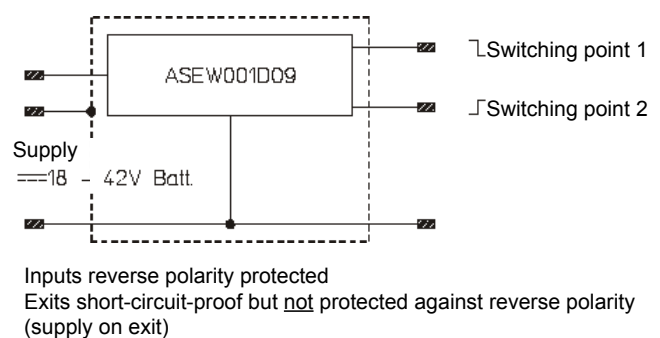 Switching point 1
ASEW001D09
Switching point 2
Supply
18 - 42V Batt.
Inputs reverse polarity protected
Exits short-circuit-proof but not protected against reverse polarity
(supply on exit)